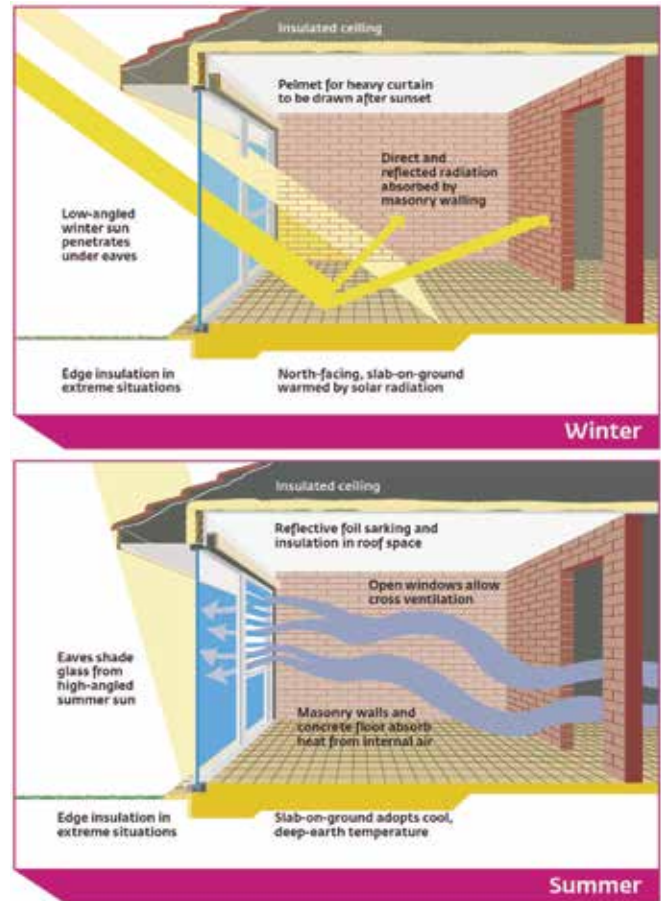 Insulated ceiling
Pelmet for heavy curtain
to be drawn after sunset
Direct and
reflected radiation
absorbed by
masonry walling
Low-angled
winter sun
penetrates
under eaves
Edge insulation in
extreme situations
North-facing, slab-on-ground
warmed by solar radiation
Winter
Insulated ceiling
Reflective foil sarking and
insulation in roof space
Open windows allow
cross ventilation
Eaves shade
glass from
high-angled
summer sun
Masonry walls and
concrete floor absorb
heat from internal air
Edge insulation in
extreme situations
Slab-on-ground adopts cool,
deep-earth temperature
Summer